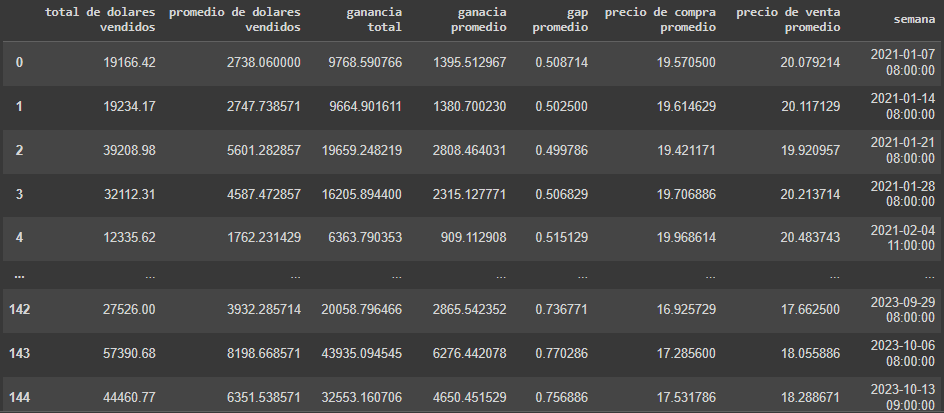 total de dolares vendidos promedio de dolares vendidos ganancia total ganacia promedio gap promedio precio de compra promedio precio de venta promedio semana
0 19166.42 2738.060000 9768.590766 1395.512967 0.508714 19.570500 20.079214 2021-01-07 08:00:00
1 19234.17 2747.738571 9664.901611 1380.700230 0.502500 19.614629 20.117129 2021-01-14 08:00:00
2 39208.98 5601.282857 19659.248219 2808.464031 0.499786 19.421171 19.920957 2021-01-21 08:00:00
3 32112.31 4587.472857 16205.894400 2315.127771 0.506829 19.706886 20.213714 2021-01-28 08:00:00
4 12335.62 1762.231429 6363.790353 909.112908 0.515129 19.968614 20.483743 2021-02-04 11:00:00
... ... ... ... ... ... ... ... ...
142 27526.00 3932.285714 20058.796466 2865.542352 0.736771 16.925729 17.662500 2023-09-29 08:00:00
143 57390.68 8198.668571 43935.094545 6276.442078 0.770286 17.285600 18.055886 2023-10-06 08:00:00
144 44460.77 6351.538571 32553.160706 4650.451529 0.756886 17.531786 18.288671 2023-10-13 09:00:00